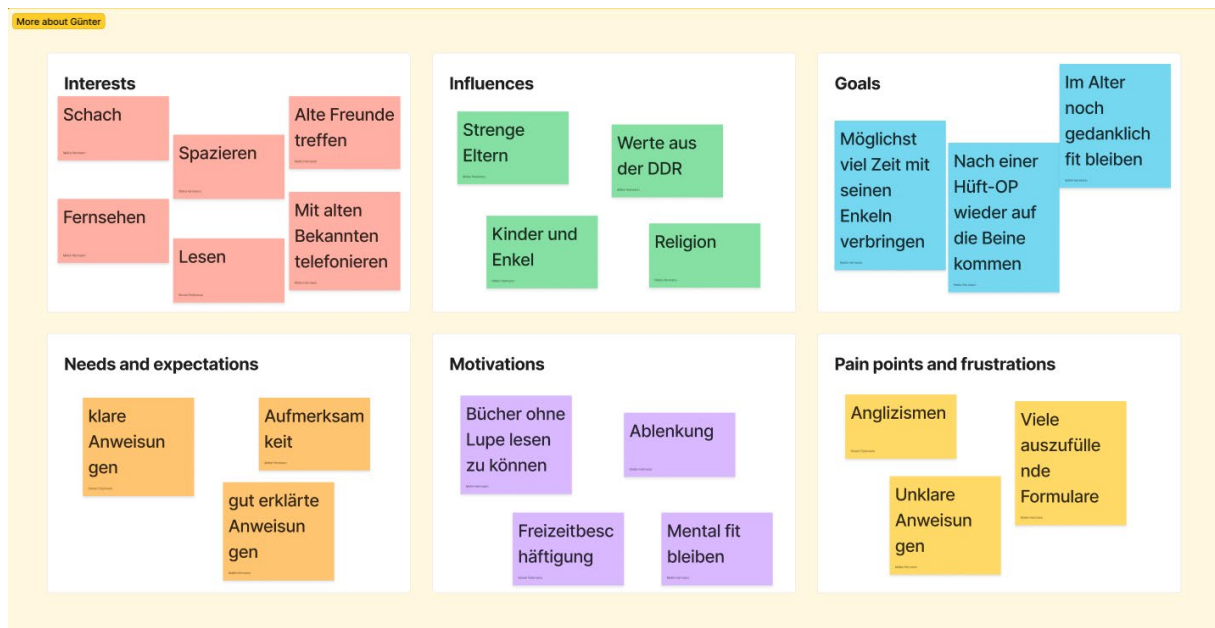 More about Günter
Interests
Schach
Spazieren
Alte Freunde
treffen
Fernsehen
Lesen
Mit alten
Bekannten
telefonieren
Influences
Strenge
Eltern
Werte aus
der DDR
Kinder und
Enkel
Religion
Goals
Möglichst
viel Zeit mit
seinen
Enkeln
verbringen
Nach einer
Hüft-OP
wieder auf
die Beine
kommen
Im Alter
noch
gedanklich
fit bleiben
Needs and expectations
klare
Anweisun
gen
Aufmerksam
keit
gut erklärte
Anweisun
gen
Motivations
Bücher ohne
Lupe lesen
zu können
Ablenkung
Freizeitbesc
häftigung
Mental fit
bleiben
Pain points and frustrations
Anglizismen
Viele
auszufülle
nde
Formulare
Unklare
Anweisun
gen